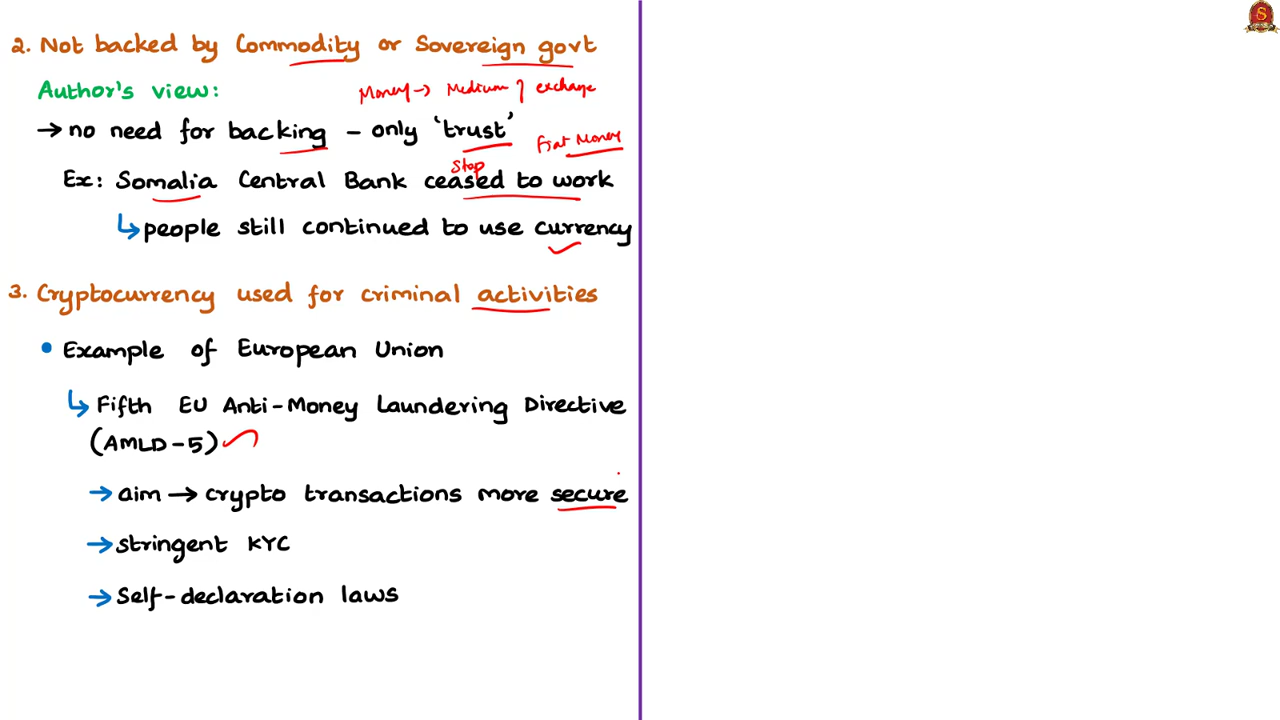 2. Not backed by Commodity or Sovereign govt
Author's view:
Money → Medium of exchange
→ no need for backing – only 'trust'
Fiat Money
Stop
Ex: Somalia Central Bank ceased to work
↳ people still continued to use currency
3. Cryptocurrency used for criminal activities
• Example of European Union
↳ Fifth EU Anti-Money Laundering Directive
(AMLD-5)
→ aim → crypto transactions more secure
→ stringent KYC
→ Self-declaration laws
S